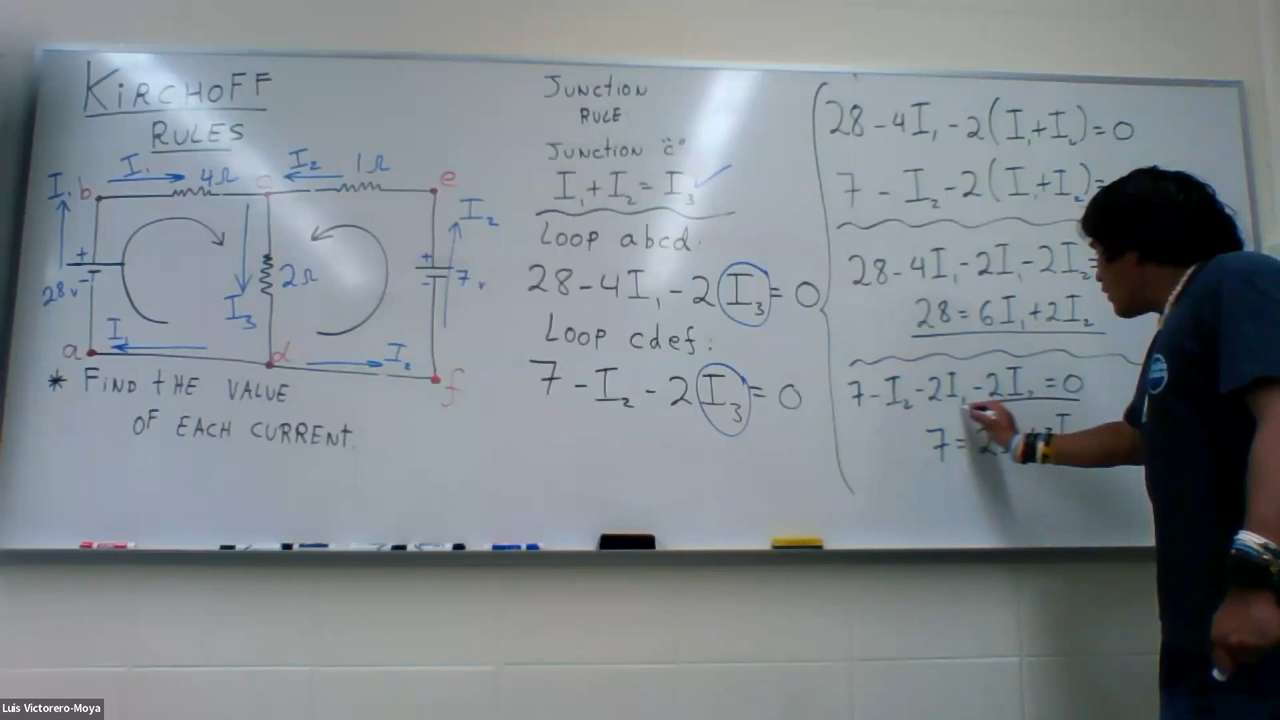 KIRCHOFF
RULES
I₁ 4Ω
I₂ 1Ω
I₁ b
c
e
I₂
+
-
28v
2Ω
+
-
7v
I₃
I₁
a
d
I₂
f
* FIND THE VALUE
OF EACH CURRENT.
JUNCTION
RULE
JUNCTION "c"
I₁ + I₂ = I₃ ✓
Loop abcd:
28 - 4I₁ - 2 I₃ = 0
Loop cdef:
7 - I₂ - 2 I₃ = 0
28 - 4I₁ - 2(I₁+I₂) = 0
7 - I₂ - 2(I₁+I₂) =
28 - 4I₁ - 2I₁ - 2I₂ =
28 = 6I₁ + 2I₂
7 - I₂ - 2I₁ - 2I₂ = 0
7 = 2
Luis Victorero-Moya